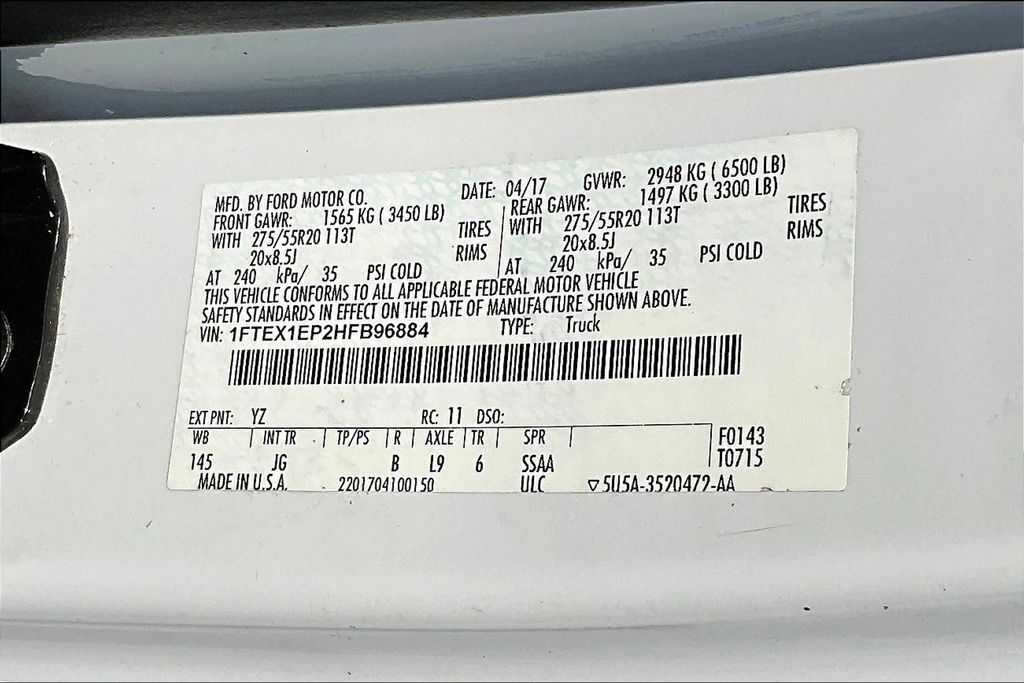 MFD. BY FORD MOTOR CO. DATE: 04/17 GVWR: 2948 KG ( 6500 LB)
FRONT GAWR: 1565 KG ( 3450 LB) REAR GAWR: 1497 KG ( 3300 LB)
WITH 275/55R20 113T TIRES WITH 275/55R20 113T TIRES
20x8.5J RIMS 20x8.5J RIMS
AT 240 kPa/ 35 PSI COLD AT 240 kPa/ 35 PSI COLD
THIS VEHICLE CONFORMS TO ALL APPLICABLE FEDERAL MOTOR VEHICLE
SAFETY STANDARDS IN EFFECT ON THE DATE OF MANUFACTURE SHOWN ABOVE.
VIN: 1FTEX1EP2HFB96884 TYPE: Truck
EXT PNT: YZ RC: 11 DSO:
WB INT TR TP/PS R AXLE TR SPR F0143
145 JG B L9 6 SSAA T0715
MADE IN U.S.A. 2201704100150 ULC ▽5U5A-3520472-AA